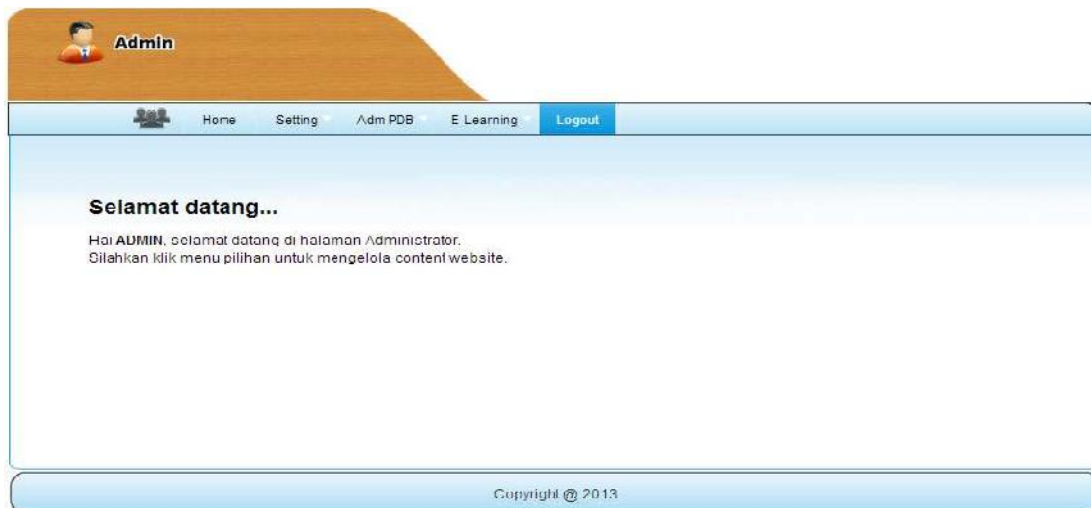 Admin
Home Setting Adm PDB E Learning Logout
Selamat datang...
Hai ADMIN, selamat datang di halaman Administrator.
Silahkan klik menu pilihan untuk mengelola content website.
Copyright @ 2013